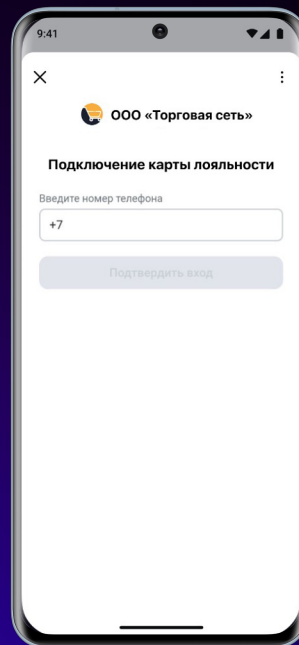 9:41
ООО «Торговая сеть»
Подключение карты лояльности
Введите номер телефона
+7
Подтвердить вход